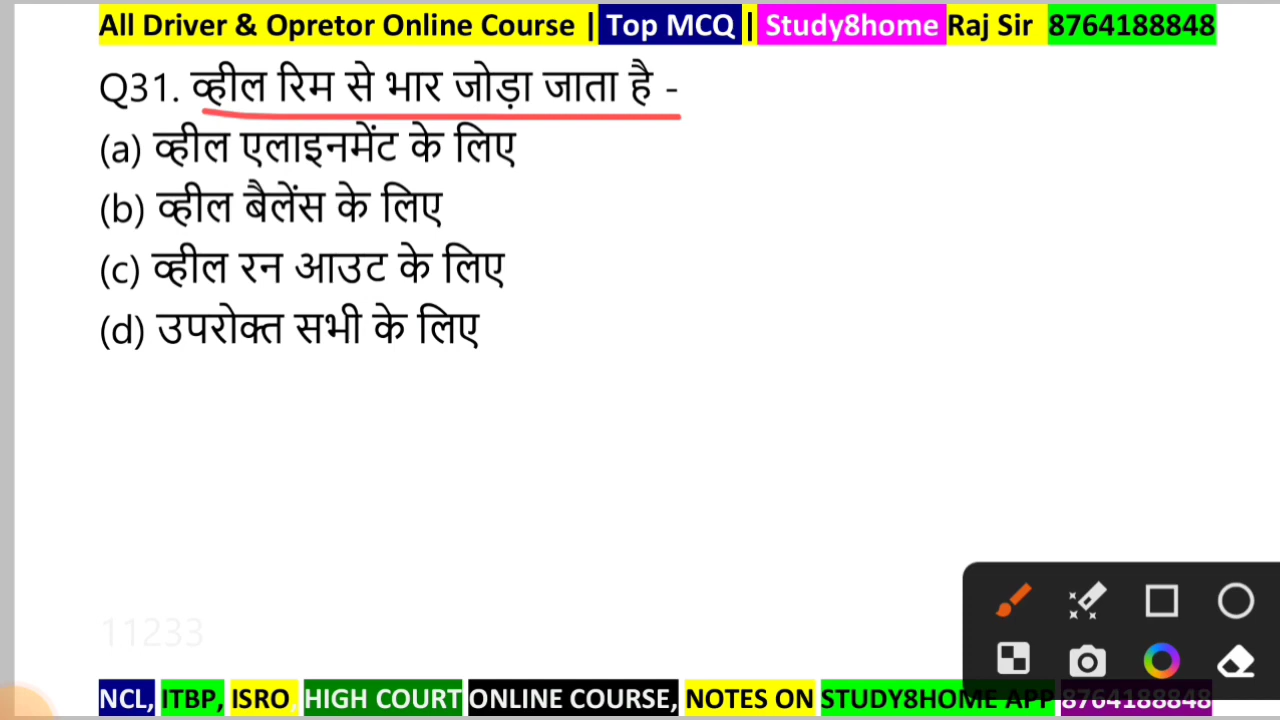 All Driver & Opretor Online Course | Top MCQ | Study8home Raj Sir 8764188848
Q31. व्हील रिम से भार जोड़ा जाता है -
(a) व्हील एलाइनमेंट के लिए
(b) व्हील बैलेंस के लिए
(c) व्हील रन आउट के लिए
(d) उपरोक्त सभी के लिए
11233
NCL, ITBP, ISRO, HIGH COURT ONLINE COURSE, NOTES ON STUDY8HOME APP 8764188848